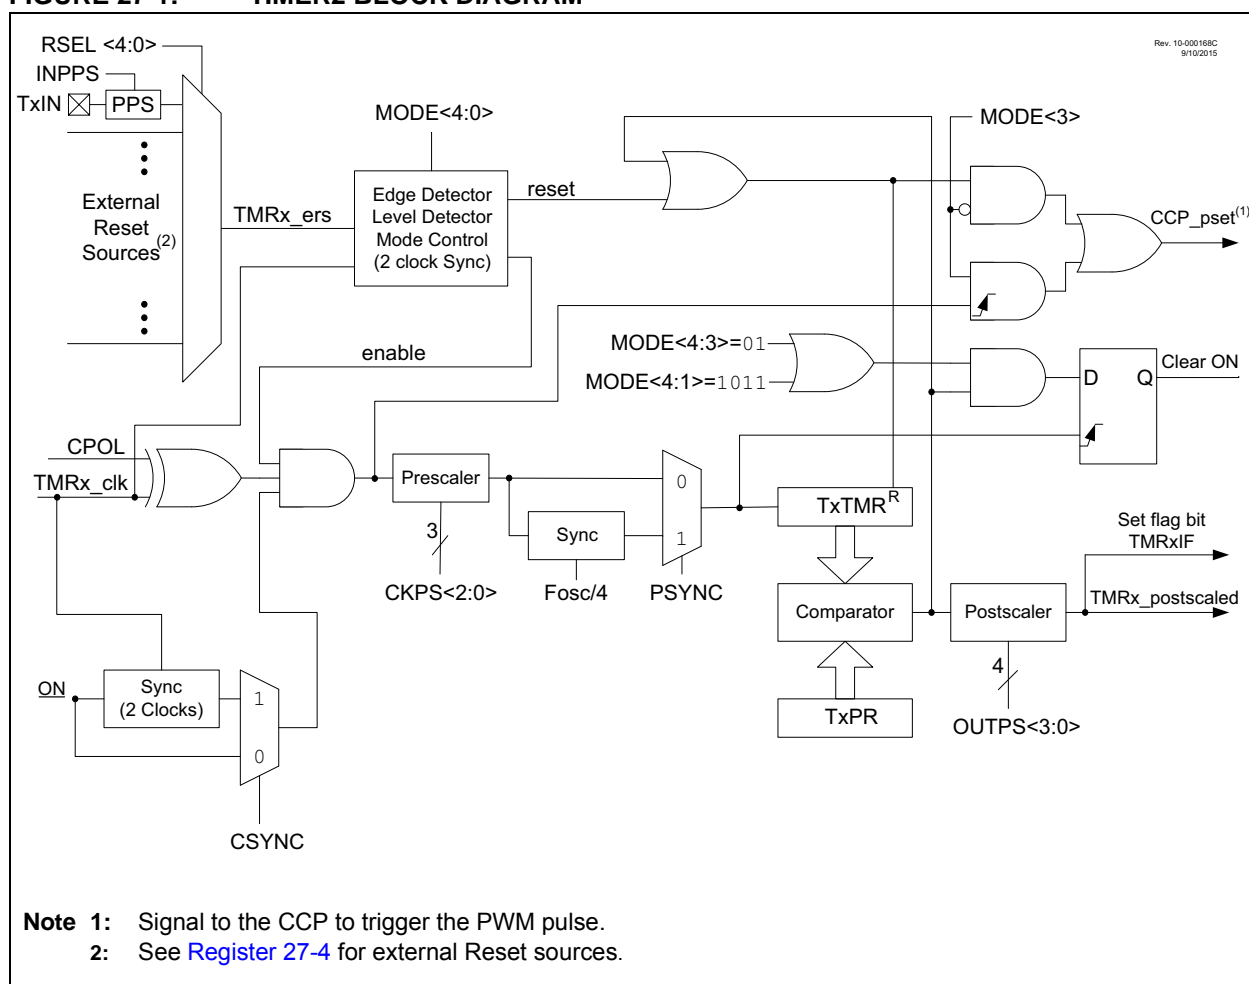 FIGURE 27-1: TIMER2 BLOCK DIAGRAM
Rev. 10-000168C
9/10/2015
RSEL <4:0>
INPPS
TxIN
PPS
MODE<4:0>
MODE<3>
External
Reset
Sources(2)
TMRx_ers
Edge Detector
Level Detector
Mode Control
(2 clock Sync)
reset
CCP_pset(1)
enable
MODE<4:3>=01
MODE<4:1>=1011
D
Q
Clear ON
CPOL
TMRx_clk
Prescaler
3
CKPS<2:0>
Sync
Fosc/4
0
1
PSYNC
TxTMR
R
Set flag bit
TMRxIF
Comparator
Postscaler
TMRx_postscaled
4
OUTPS<3:0>
TxPR
ON
Sync
(2 Clocks)
1
0
CSYNC
Note 1: Signal to the CCP to trigger the PWM pulse.
2: See Register 27-4 for external Reset sources.